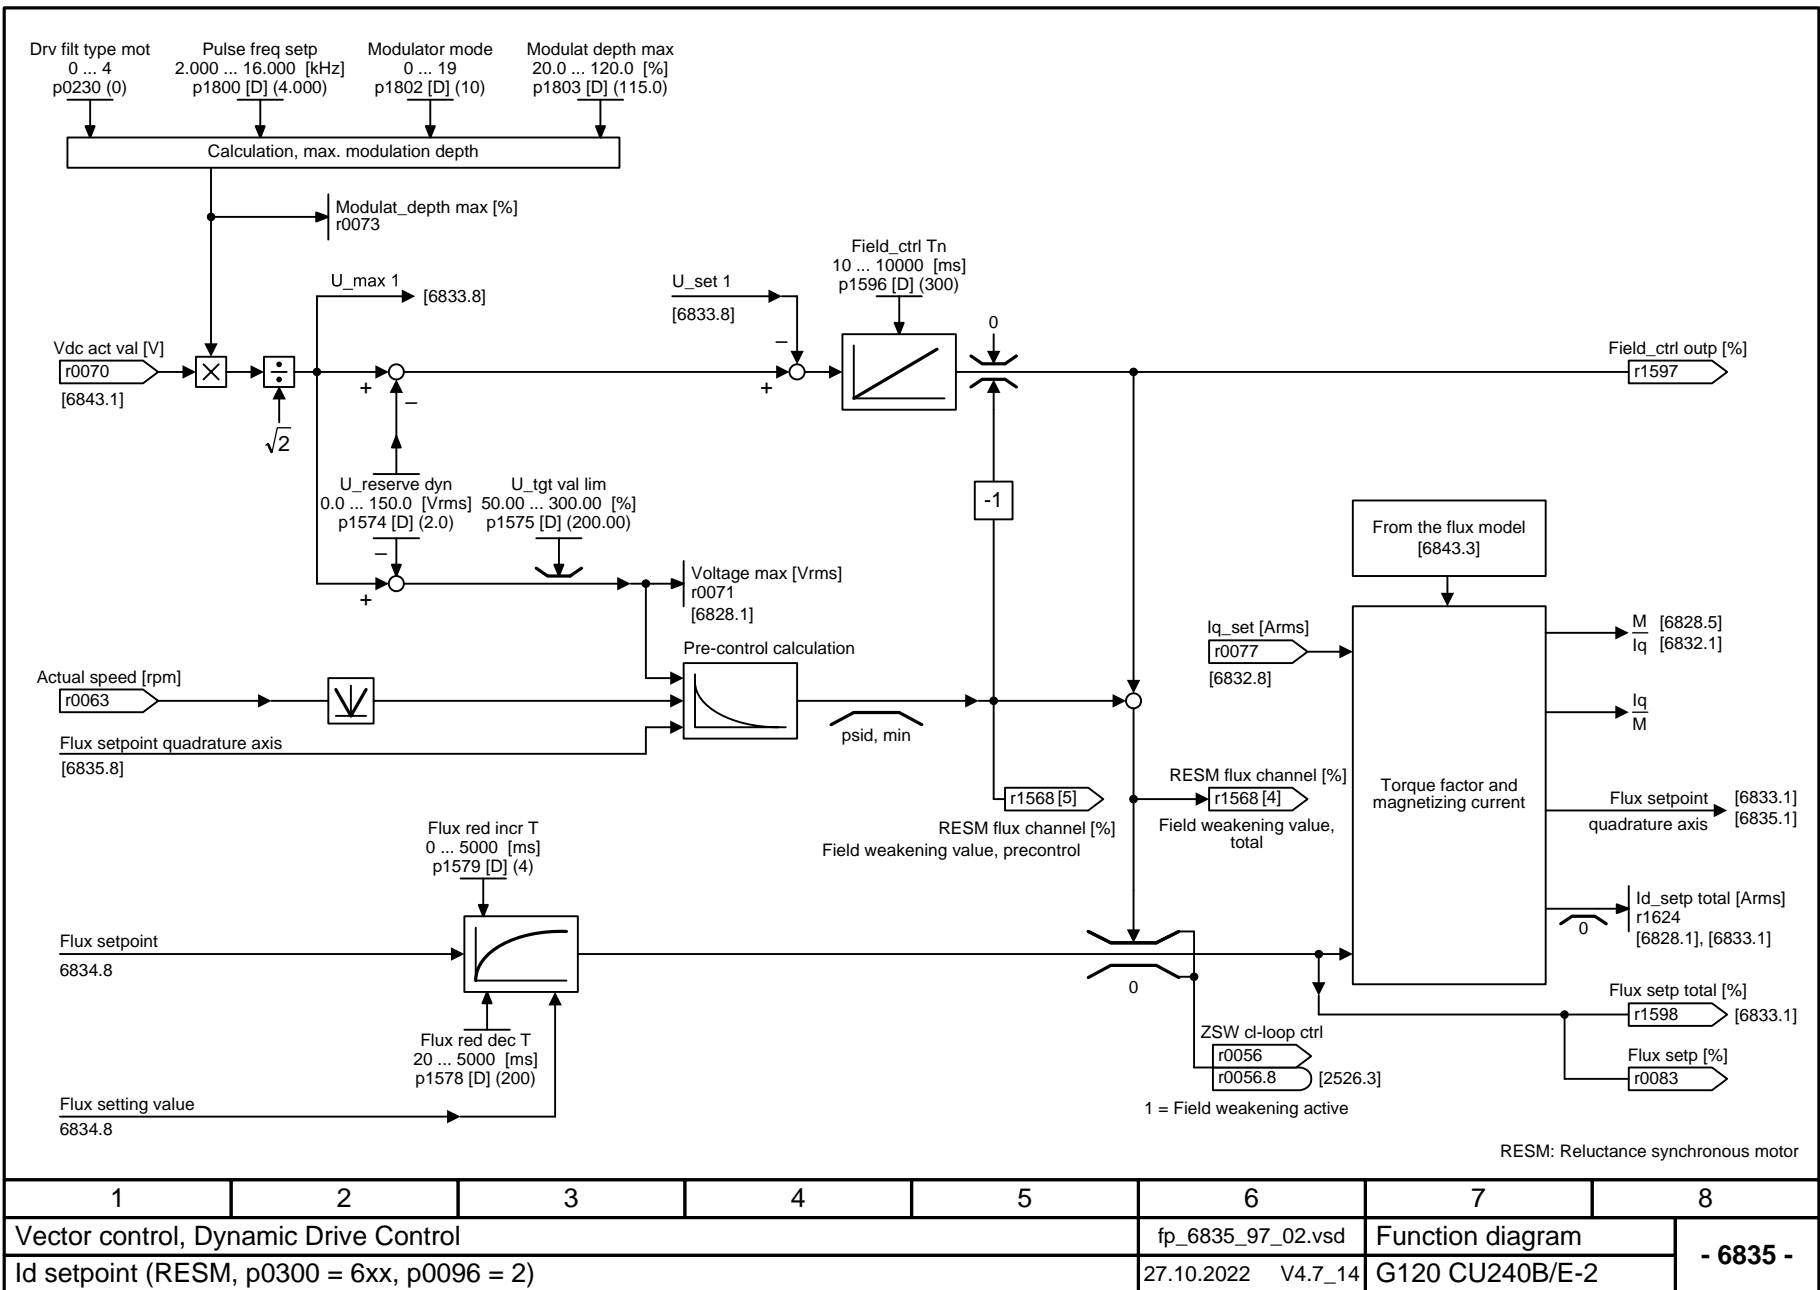 Drv filt type mot
0 ... 4
p0230 (0)
Pulse freq setp
2.000 ... 16.000 [kHz]
p1800 [D] (4.000)
Modulator mode
0 ... 19
p1802 [D] (10)
Modulat depth max
20.0 ... 120.0 [%]
p1803 [D] (115.0)
Calculation, max. modulation depth
Modulat_depth max [%]
r0073
U_max 1
[6833.8]
U_set 1
[6833.8]
Field_ctrl Tn
10 ... 10000 [ms]
p1596 [D] (300)
0
Vdc act val [V]
r0070
[6843.1]
×
÷
√2
+
–
–
+
Field_ctrl outp [%]
r1597
U_reserve dyn
0.0 ... 150.0 [Vrms]
p1574 [D] (2.0)
U_tgt val lim
50.00 ... 300.00 [%]
p1575 [D] (200.00)
–
+
-1
Voltage max [Vrms]
r0071
[6828.1]
From the flux model
[6843.3]
Pre-control calculation
Actual speed [rpm]
r0063
Flux setpoint quadrature axis
[6835.8]
psid, min
Iq_set [Arms]
r0077
[6832.8]
M
Iq
[6828.5]
[6832.1]
Iq
M
r1568 [5]
RESM flux channel [%]
Field weakening value, precontrol
RESM flux channel [%]
r1568 [4]
Field weakening value,
total
Torque factor and
magnetizing current
Flux setpoint
quadrature axis
[6833.1]
[6835.1]
Flux red incr T
0 ... 5000 [ms]
p1579 [D] (4)
0
Id_setp total [Arms]
r1624
[6828.1], [6833.1]
Flux setpoint
6834.8
0
Flux red dec T
20 ... 5000 [ms]
p1578 [D] (200)
ZSW cl-loop ctrl
r0056
r0056.8
[2526.3]
1 = Field weakening active
Flux setp total [%]
r1598
[6833.1]
Flux setp [%]
r0083
Flux setting value
6834.8
RESM: Reluctance synchronous motor
1 2 3 4 5 6 7 8
Vector control, Dynamic Drive Control
fp_6835_97_02.vsd
Function diagram
- 6835 -
Id setpoint (RESM, p0300 = 6xx, p0096 = 2)
27.10.2022 V4.7_14
G120 CU240B/E-2